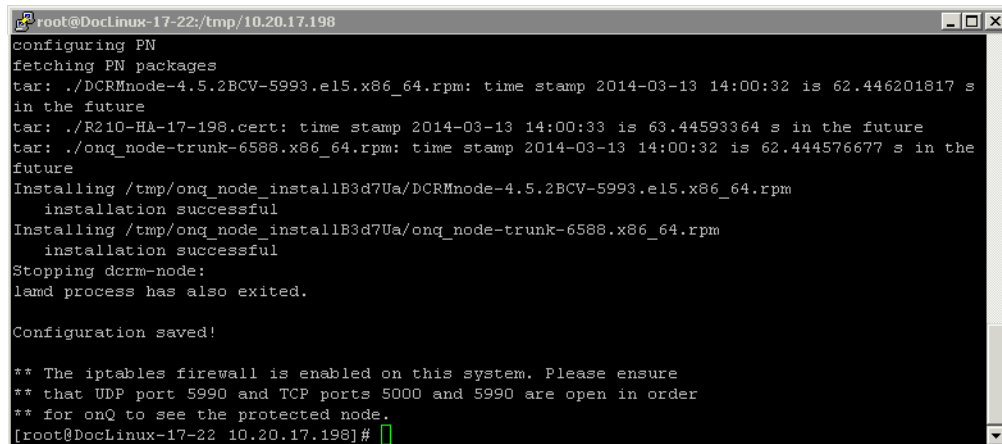 root@DocLinux-17-22:/tmp/10.20.17.198
configuring PN
fetching PN packages
tar: ./DCRMnode-4.5.2BCV-5993.el5.x86_64.rpm: time stamp 2014-03-13 14:00:32 is 62.446201817 s
in the future
tar: ./R210-HA-17-198.cert: time stamp 2014-03-13 14:00:33 is 63.44593364 s in the future
tar: ./onq_node-trunk-6588.x86_64.rpm: time stamp 2014-03-13 14:00:32 is 62.444576677 s in the
future
Installing /tmp/onq_node_installB3d7Ua/DCRMnode-4.5.2BCV-5993.el5.x86_64.rpm
   installation successful
Installing /tmp/onq_node_installB3d7Ua/onq_node-trunk-6588.x86_64.rpm
   installation successful
Stopping dcrm-node:
lamd process has also exited.

Configuration saved!

** The iptables firewall is enabled on this system. Please ensure
** that UDP port 5990 and TCP ports 5000 and 5990 are open in order
** for onQ to see the protected node.
[root@DocLinux-17-22 10.20.17.198]#